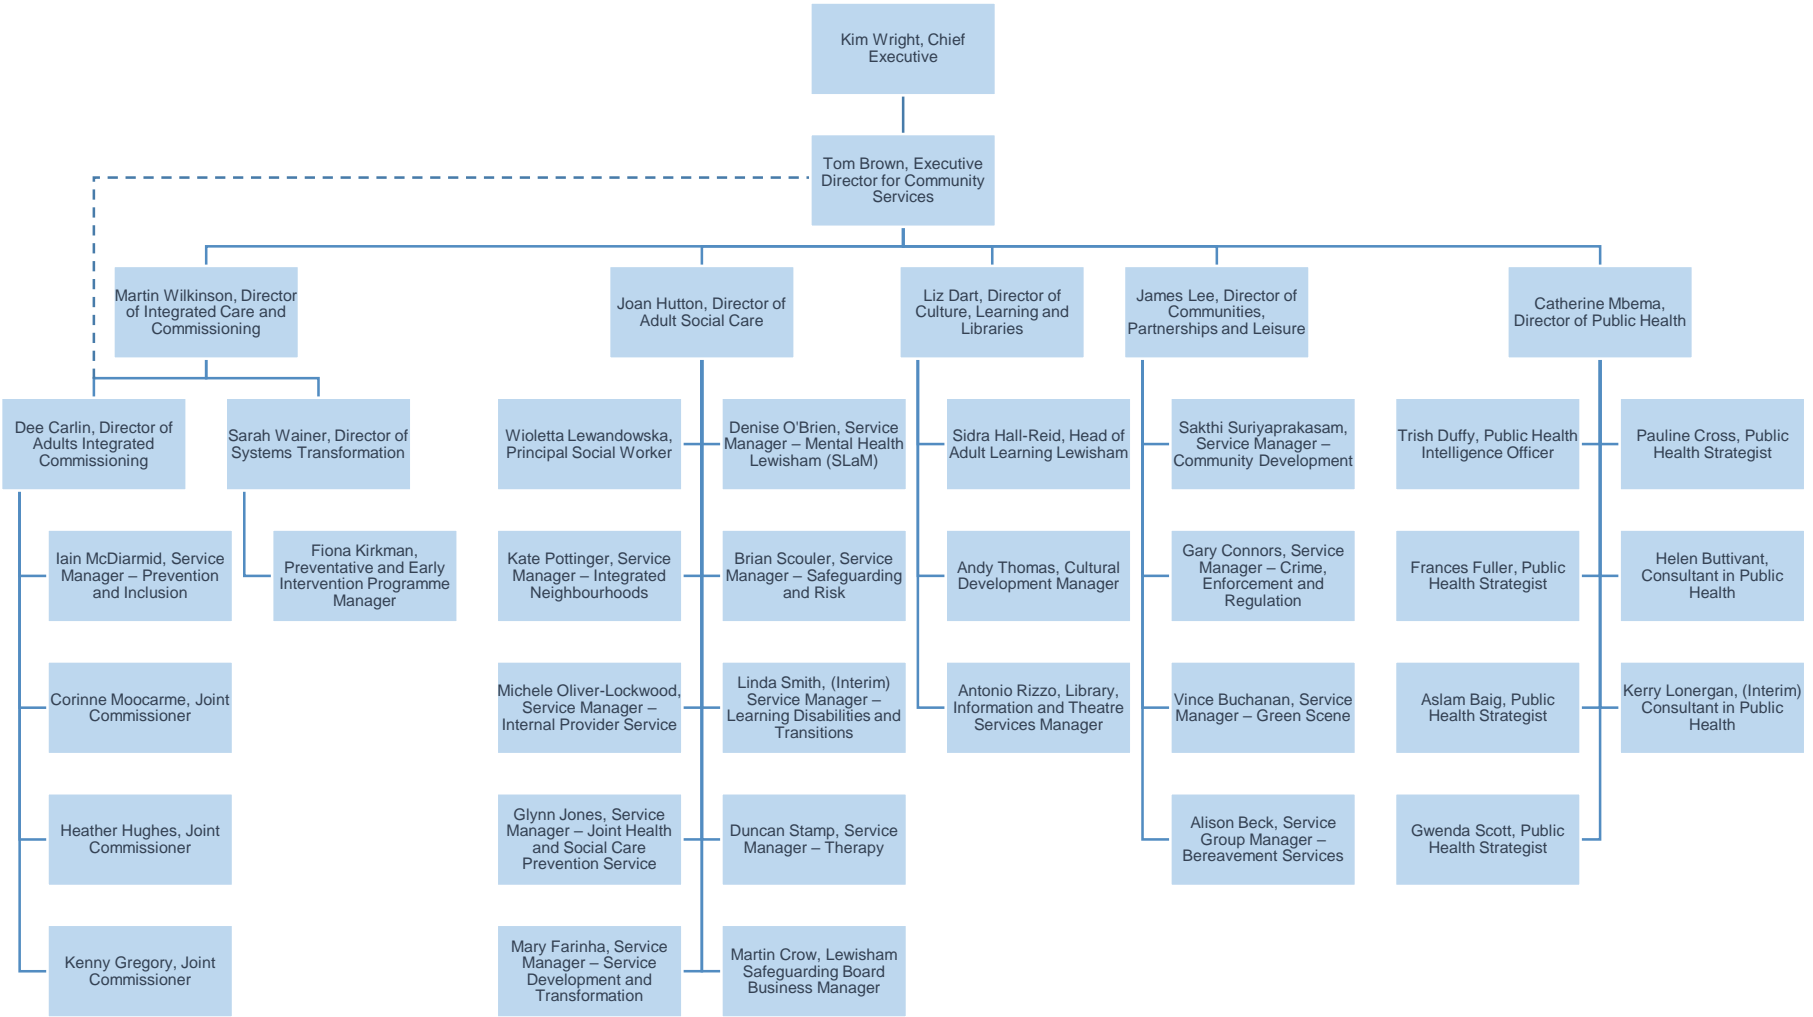 Kim Wright, Chief
Executive
Tom Brown, Executive
Director for Community
Services
Martin Wilkinson, Director
of Integrated Care and
Commissioning
Joan Hutton, Director of
Adult Social Care
Liz Dart, Director of
Culture, Learning and
Libraries
James Lee, Director of
Communities,
Partnerships and Leisure
Catherine Mbema,
Director of Public Health
Dee Carlin, Director of
Adults Integrated
Commissioning
Sarah Wainer, Director of
Systems Transformation
Wioletta Lewandowska,
Principal Social Worker
Denise O'Brien, Service
Manager – Mental Health
Lewisham (SLaM)
Sidra Hall-Reid, Head of
Adult Learning Lewisham
Sakthi Suriyaprakasam,
Service Manager –
Community Development
Trish Duffy, Public Health
Intelligence Officer
Pauline Cross, Public
Health Strategist
Iain McDiarmid, Service
Manager – Prevention
and Inclusion
Fiona Kirkman,
Preventative and Early
Intervention Programme
Manager
Kate Pottinger, Service
Manager – Integrated
Neighbourhoods
Brian Scouler, Service
Manager – Safeguarding
and Risk
Andy Thomas, Cultural
Development Manager
Gary Connors, Service
Manager – Crime,
Enforcement and
Regulation
Frances Fuller, Public
Health Strategist
Helen Buttivant,
Consultant in Public
Health
Corinne Moocarme, Joint
Commissioner
Michele Oliver-Lockwood,
Service Manager –
Internal Provider Service
Linda Smith, (Interim)
Service Manager –
Learning Disabilities and
Transitions
Antonio Rizzo, Library,
Information and Theatre
Services Manager
Vince Buchanan, Service
Manager – Green Scene
Aslam Baig, Public
Health Strategist
Kerry Lonergan, (Interim)
Consultant in Public
Health
Heather Hughes, Joint
Commissioner
Glynn Jones, Service
Manager – Joint Health
and Social Care
Prevention Service
Duncan Stamp, Service
Manager – Therapy
Alison Beck, Service
Group Manager –
Bereavement Services
Gwenda Scott, Public
Health Strategist
Kenny Gregory, Joint
Commissioner
Mary Farinha, Service
Manager – Service
Development and
Transformation
Martin Crow, Lewisham
Safeguarding Board
Business Manager